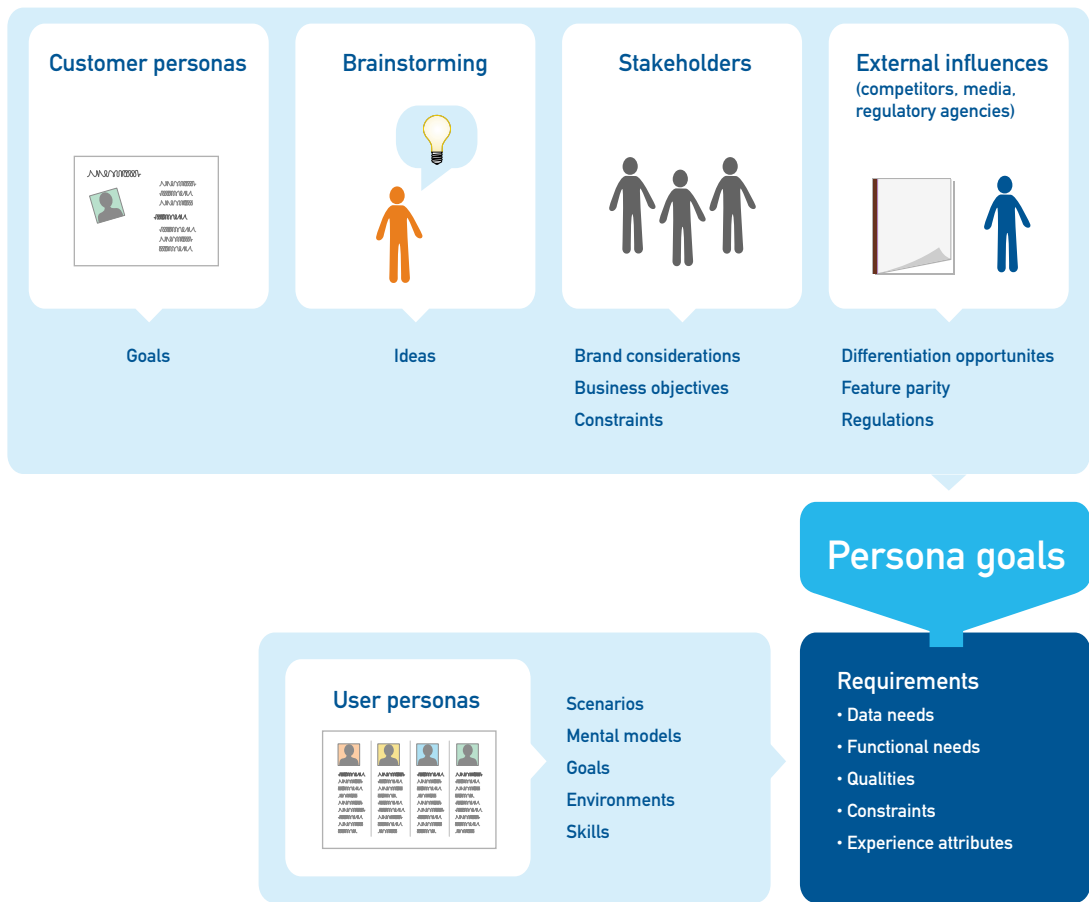 Customer personas
Brainstorming
Stakeholders
External influences
(competitors, media,
regulatory agencies)
Goals
Ideas
Brand considerations
Business objectives
Constraints
Differentiation opportunites
Feature parity
Regulations
Persona goals
User personas
Scenarios
Mental models
Goals
Environments
Skills
Requirements
• Data needs
• Functional needs
• Qualities
• Constraints
• Experience attributes